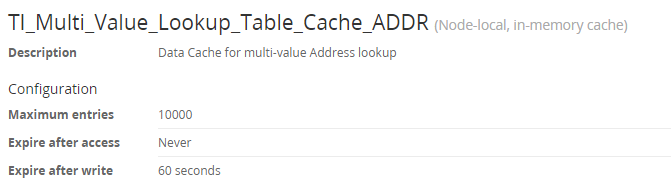 TI_Multi_Value_Lookup_Table_Cache_ADDR (Node-local, in-memory cache)
Description Data Cache for multi-value Address lookup
Configuration
Maximum entries 10000
Expire after access Never
Expire after write 60 seconds